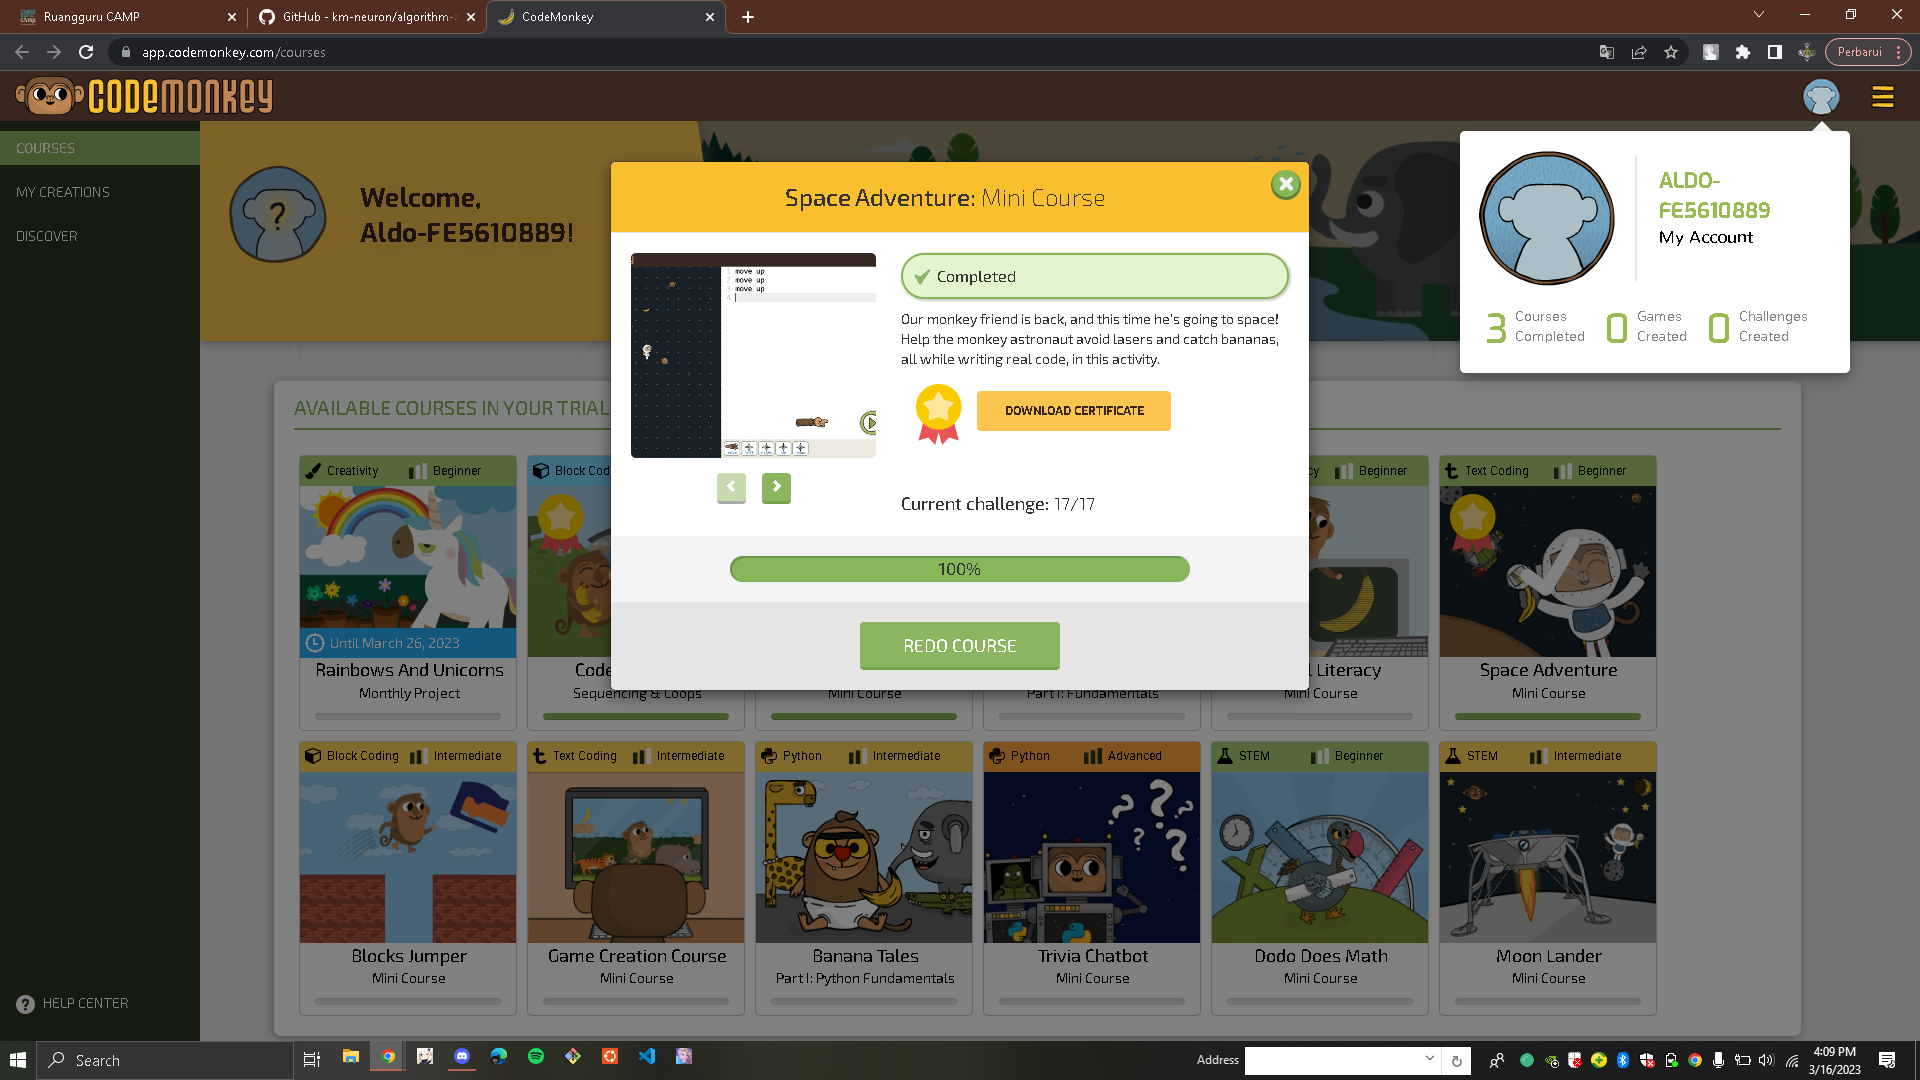 Ruangguru CAMP
GitHub - km-neuron/algorithm-
CodeMonkey
app.codemonkey.com/courses
Perbarui
CODEMONKEY
COURSES
MY CREATIONS
DISCOVER
HELP CENTER
Welcome,
Aldo-FE5610889!
Space Adventure: Mini Course
1 move up
2 move up
3 move up
4
Completed
Our monkey friend is back, and this time he's going to space!
Help the monkey astronaut avoid lasers and catch bananas,
all while writing real code, in this activity.
DOWNLOAD CERTIFICATE
Current challenge: 17/17
100%
REDO COURSE
ALDO-
FE5610889
My Account
3 Courses Completed
0 Games Created
0 Challenges Created
AVAILABLE COURSES IN YOUR TRIAL
Creativity Beginner
Until March 26, 2023
Rainbows And Unicorns
Monthly Project
Block Cod
Code
Sequencing & Loops
Mini Course
Part I: Fundamentals
cy Beginner
l Literacy
Mini Course
Text Coding Beginner
Space Adventure
Mini Course
Block Coding Intermediate
Blocks Jumper
Mini Course
Text Coding Intermediate
Game Creation Course
Mini Course
Python Intermediate
Banana Tales
Part I: Python Fundamentals
Python Advanced
Trivia Chatbot
Mini Course
STEM Beginner
Dodo Does Math
Mini Course
STEM Intermediate
Moon Lander
Mini Course
Search
Address
4:09 PM
3/16/2023